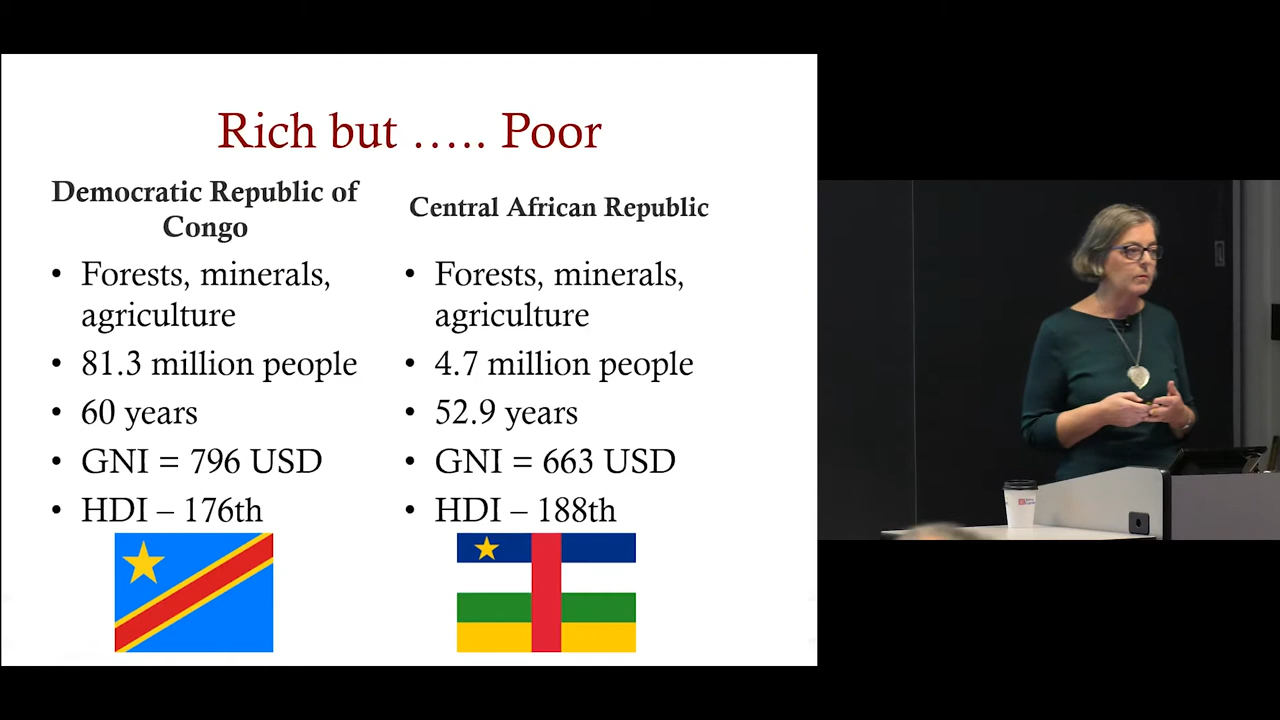 Rich but ….. Poor
Democratic Republic of
Congo
• Forests, minerals,
agriculture
• 81.3 million people
• 60 years
• GNI = 796 USD
• HDI – 176th
Central African Republic
• Forests, minerals,
agriculture
• 4.7 million people
• 52.9 years
• GNI = 663 USD
• HDI – 188th